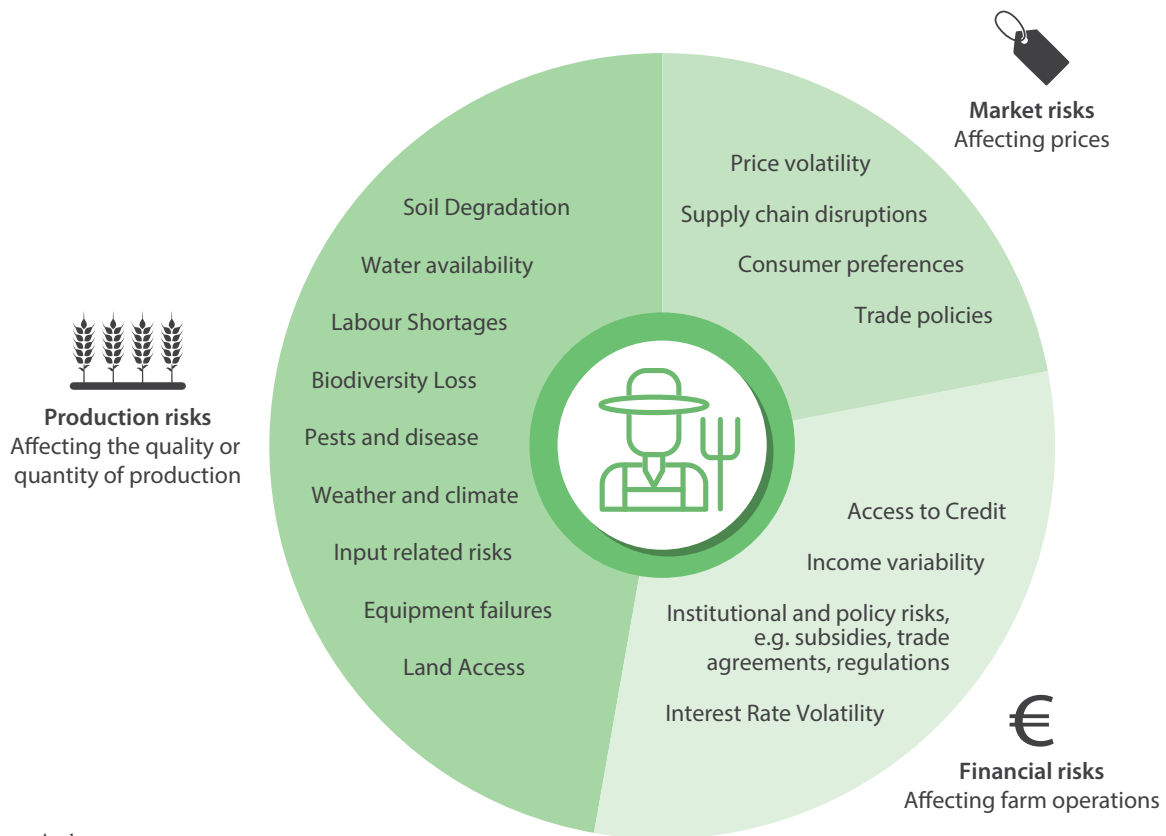 Market risks
Affecting prices
Price volatility
Supply chain disruptions
Consumer preferences
Trade policies
Soil Degradation
Water availability
Labour Shortages
Biodiversity Loss
Pests and disease
Weather and climate
Input related risks
Equipment failures
Land Access
Production risks
Affecting the quality or
quantity of production
Access to Credit
Income variability
Institutional and policy risks,
e.g. subsidies, trade
agreements, regulations
Interest Rate Volatility
€
Financial risks
Affecting farm operations